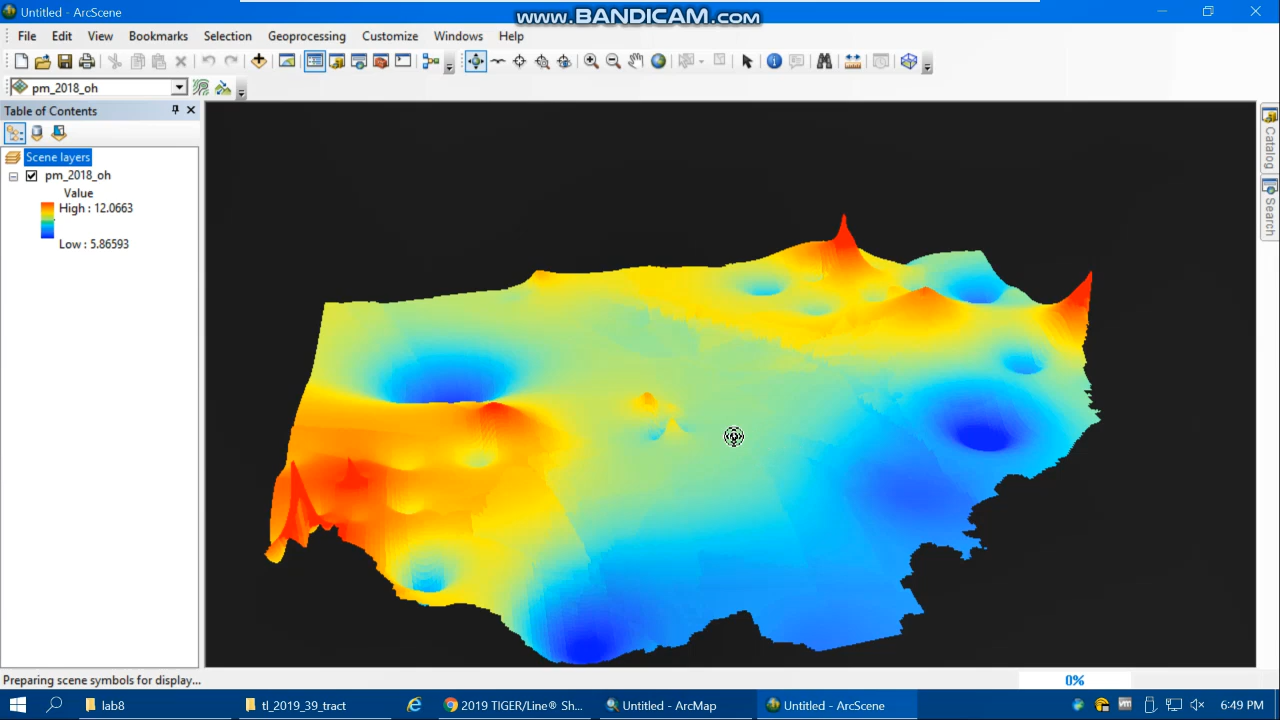 Untitled - ArcScene
www.BANDICAM.com
File Edit View Bookmarks Selection Geoprocessing Customize Windows Help
pm_2018_oh
Table of Contents
Scene layers
pm_2018_oh
Value
High : 12.0663
Low : 5.86593
Catalog
Search
Preparing scene symbols for display...
0%
lab8
tl_2019_39_tract
2019 TIGER/Line® Sh...
Untitled - ArcMap
Untitled - ArcScene
6:49 PM